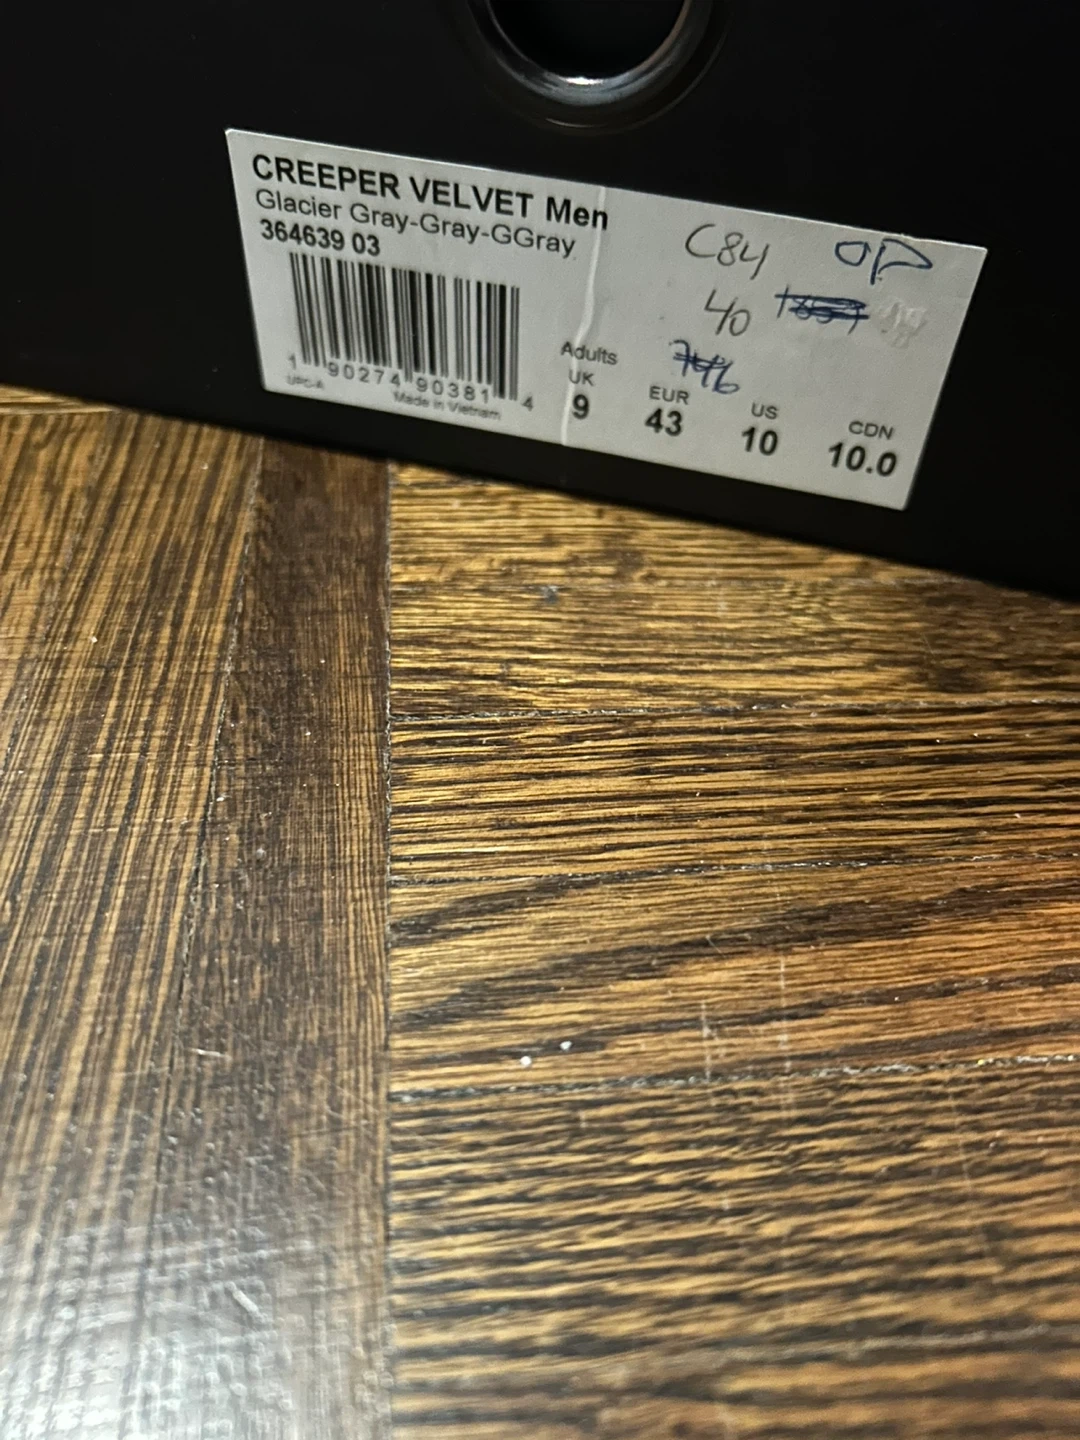 CREEPER VELVET Men
Glacier Gray-Gray-GGray
364639 03
C84
OP
40
746
1 90274 90381 4
UPC-A
Made in Vietnam
Adults
UK EUR US CDN
9 43 10 10.0